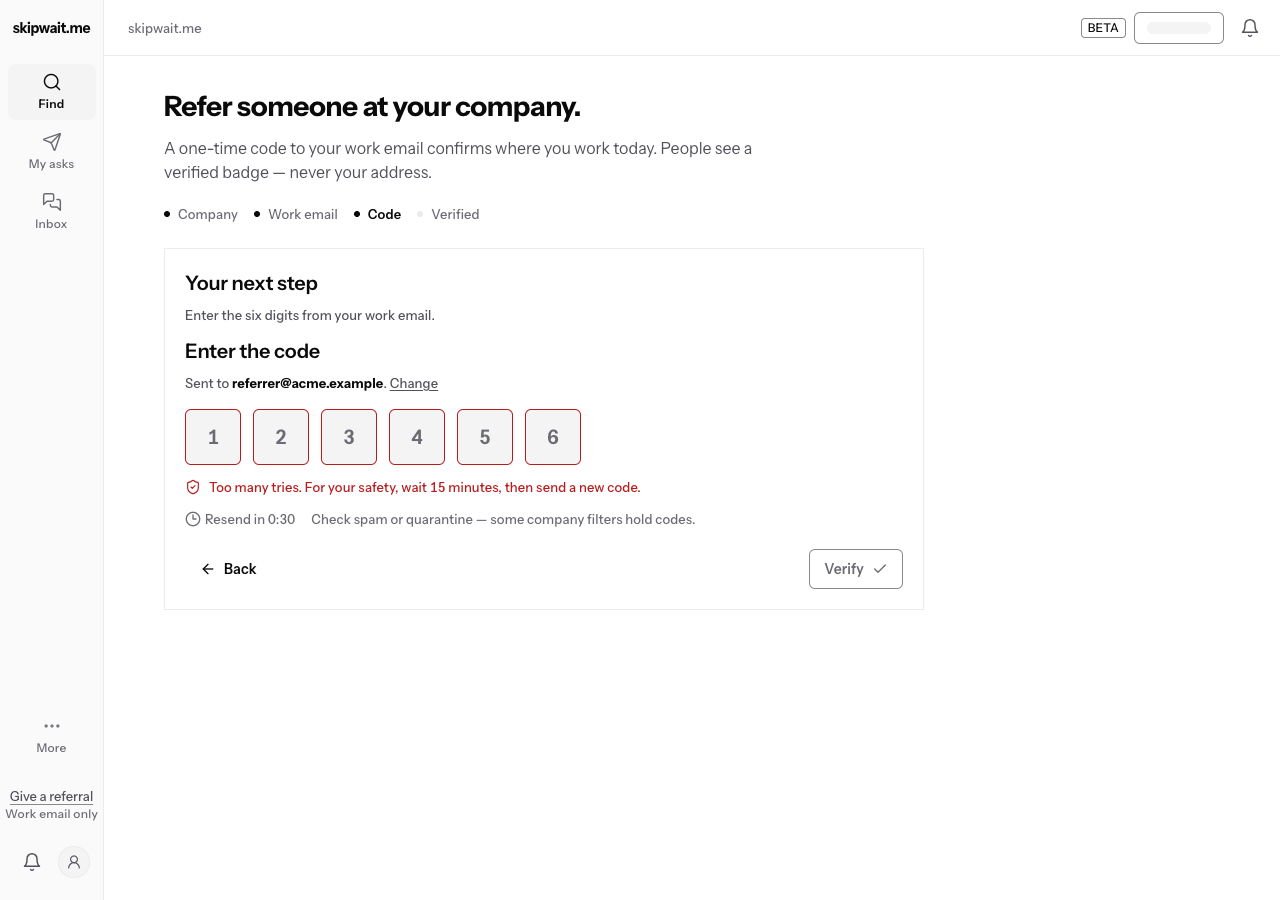 skipwait.me
skipwait.me
BETA
Find
My asks
Inbox
Refer someone at your company.
A one-time code to your work email confirms where you work today. People see a
verified badge — never your address.
Company Work email Code Verified
Your next step
Enter the six digits from your work email.
Enter the code
Sent to referrer@acme.example. Change
1 2 3 4 5 6
Too many tries. For your safety, wait 15 minutes, then send a new code.
Resend in 0:30 Check spam or quarantine — some company filters hold codes.
Back Verify
More
Give a referral
Work email only